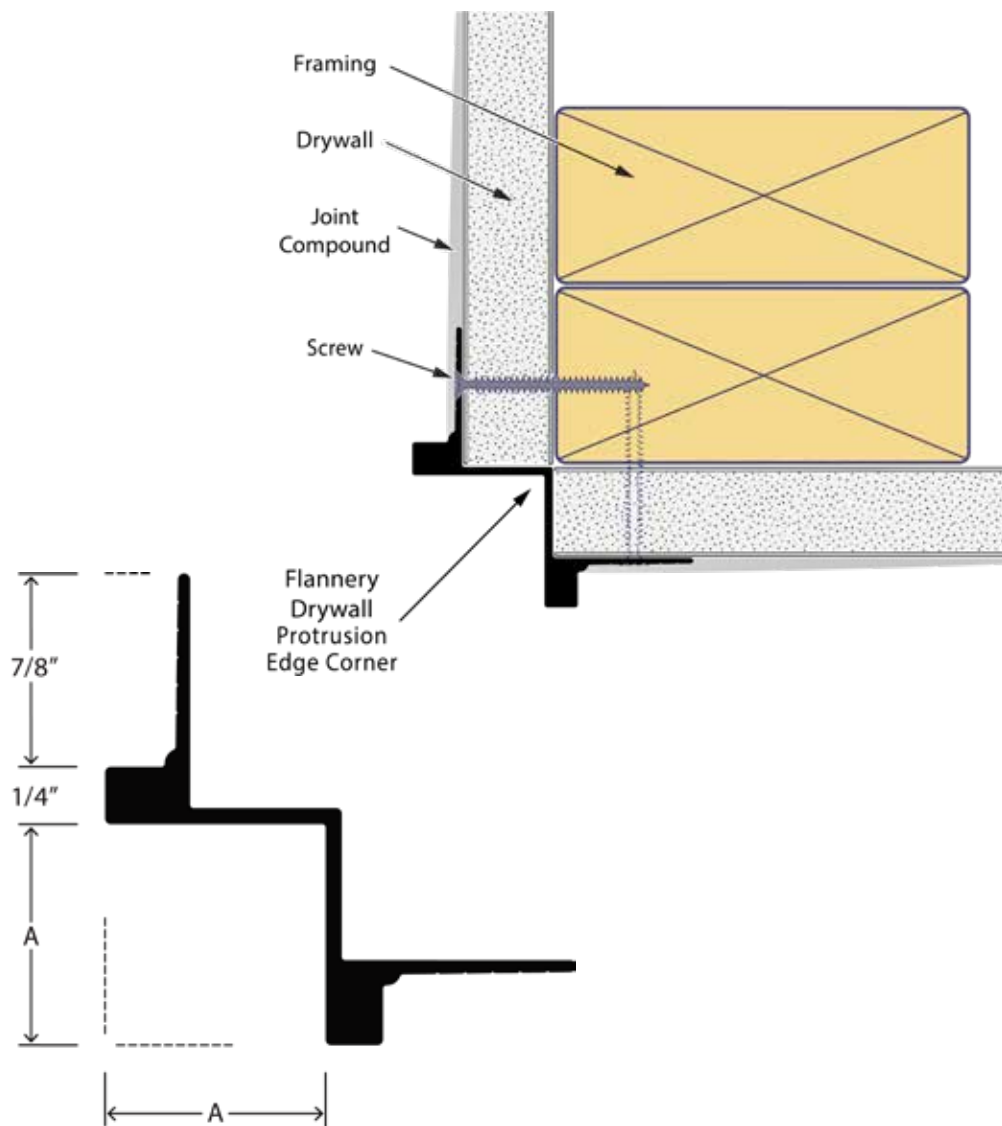 Framing
Drywall
Joint
Compound
Screw
Flannery
Drywall
Protrusion
Edge Corner
7/8"
1/4"
A
A